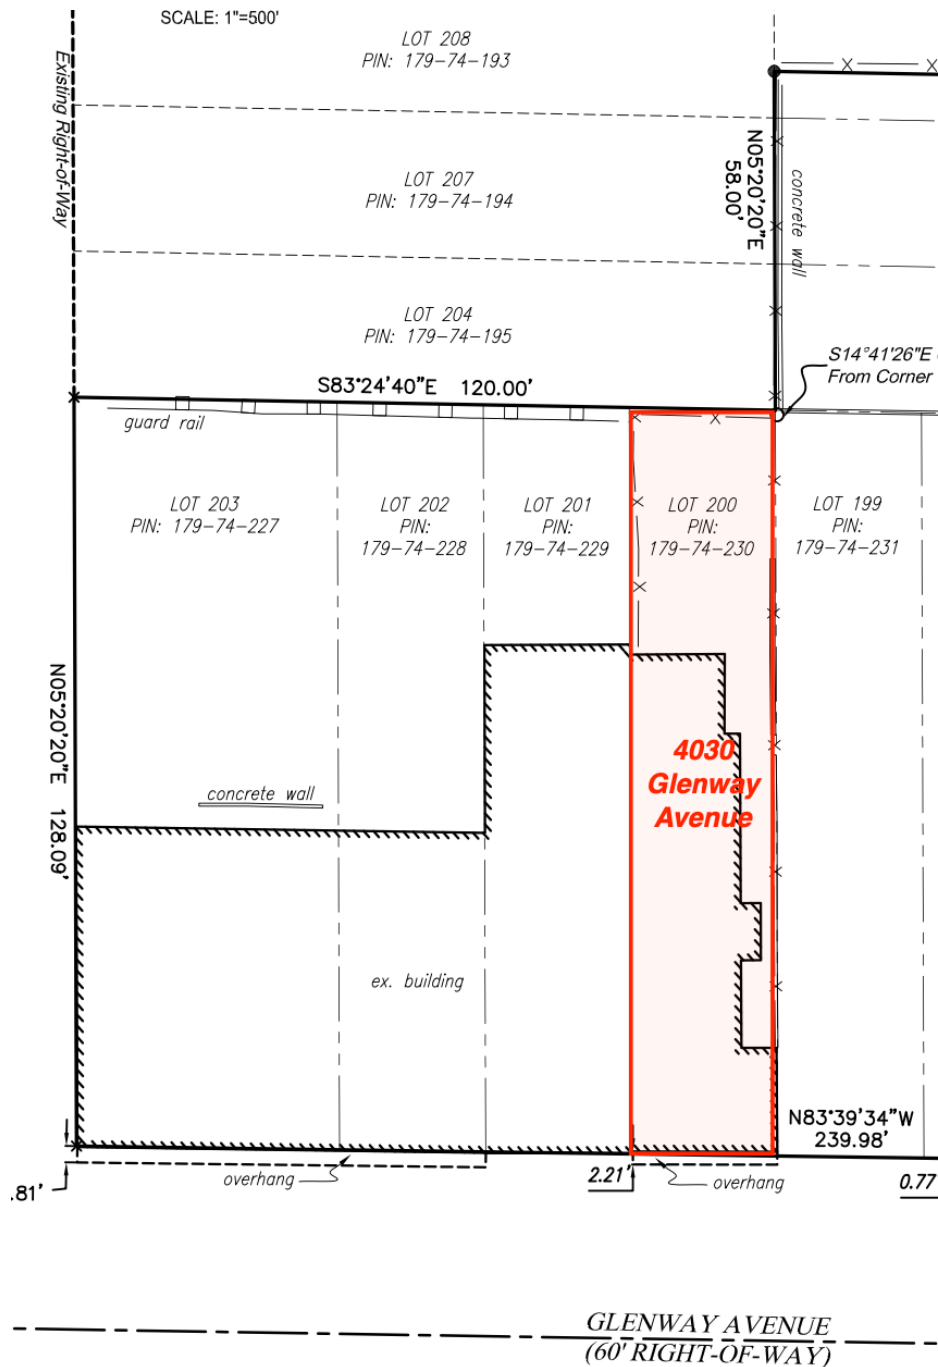 SCALE: 1"=500'
LOT 208
PIN: 179-74-193
Existing Right-of-Way
LOT 207
PIN: 179-74-194
N05°20'20"E
58.00'
concrete wall
LOT 204
PIN: 179-74-195
S14°41'26"E
From Corner
S83°24'40"E 120.00'
guard rail
LOT 203
PIN: 179-74-227
LOT 202
PIN:
179-74-228
LOT 201
PIN:
179-74-229
LOT 200
PIN:
179-74-230
LOT 199
PIN:
179-74-231
N05°20'20"E 128.09'
4030
Glenway
Avenue
concrete wall
ex. building
N83°39'34"W
239.98'
.81'
overhang
2.21'
overhang
0.77
GLENWAY AVENUE
(60' RIGHT-OF-WAY)